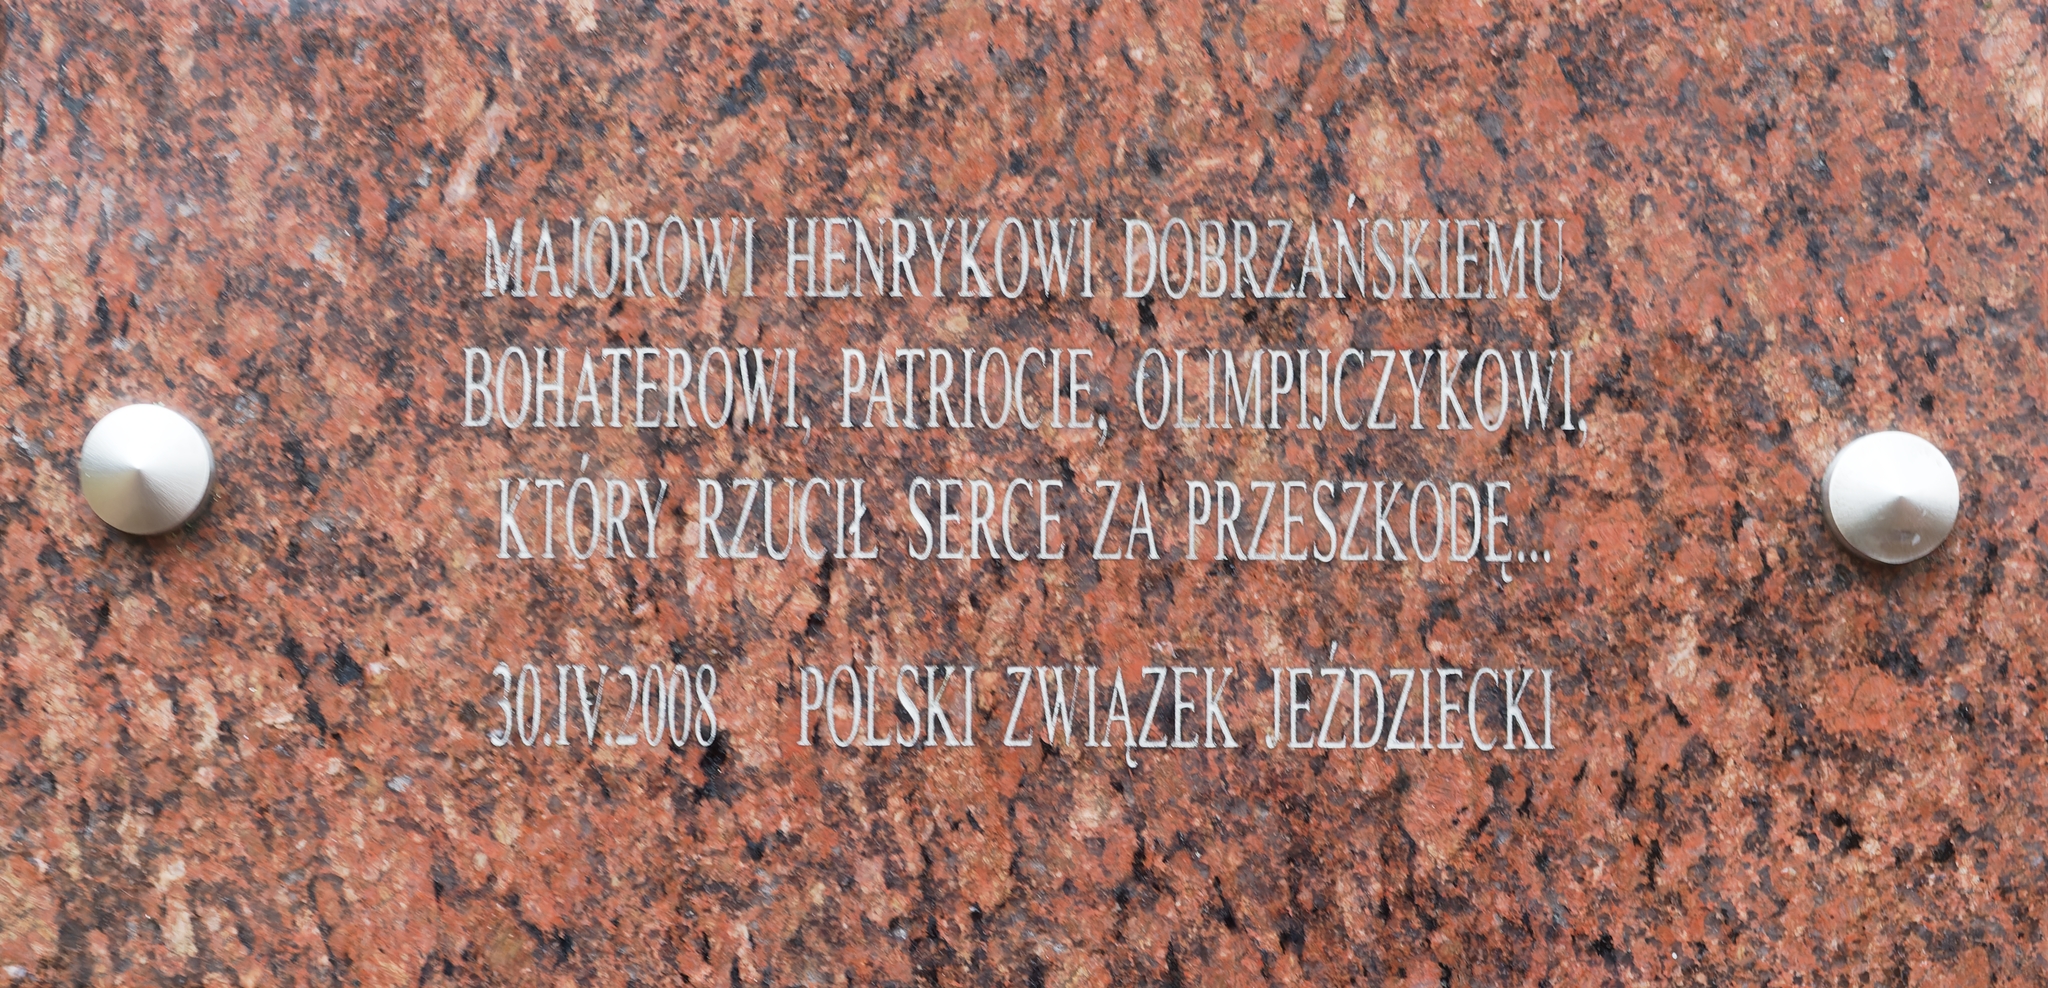 MAJOROWI HENRYKOWI DOBRZAŃSKIEMU
BOHATEROWI, PATRIOCIE, OLIMPIJCZYKOWI,
KTÓRY RZUCIŁ SERCE ZA PRZESZKODĘ...
30.IV.2008 POLSKI ZWIĄZEK JEŹDZIECKI